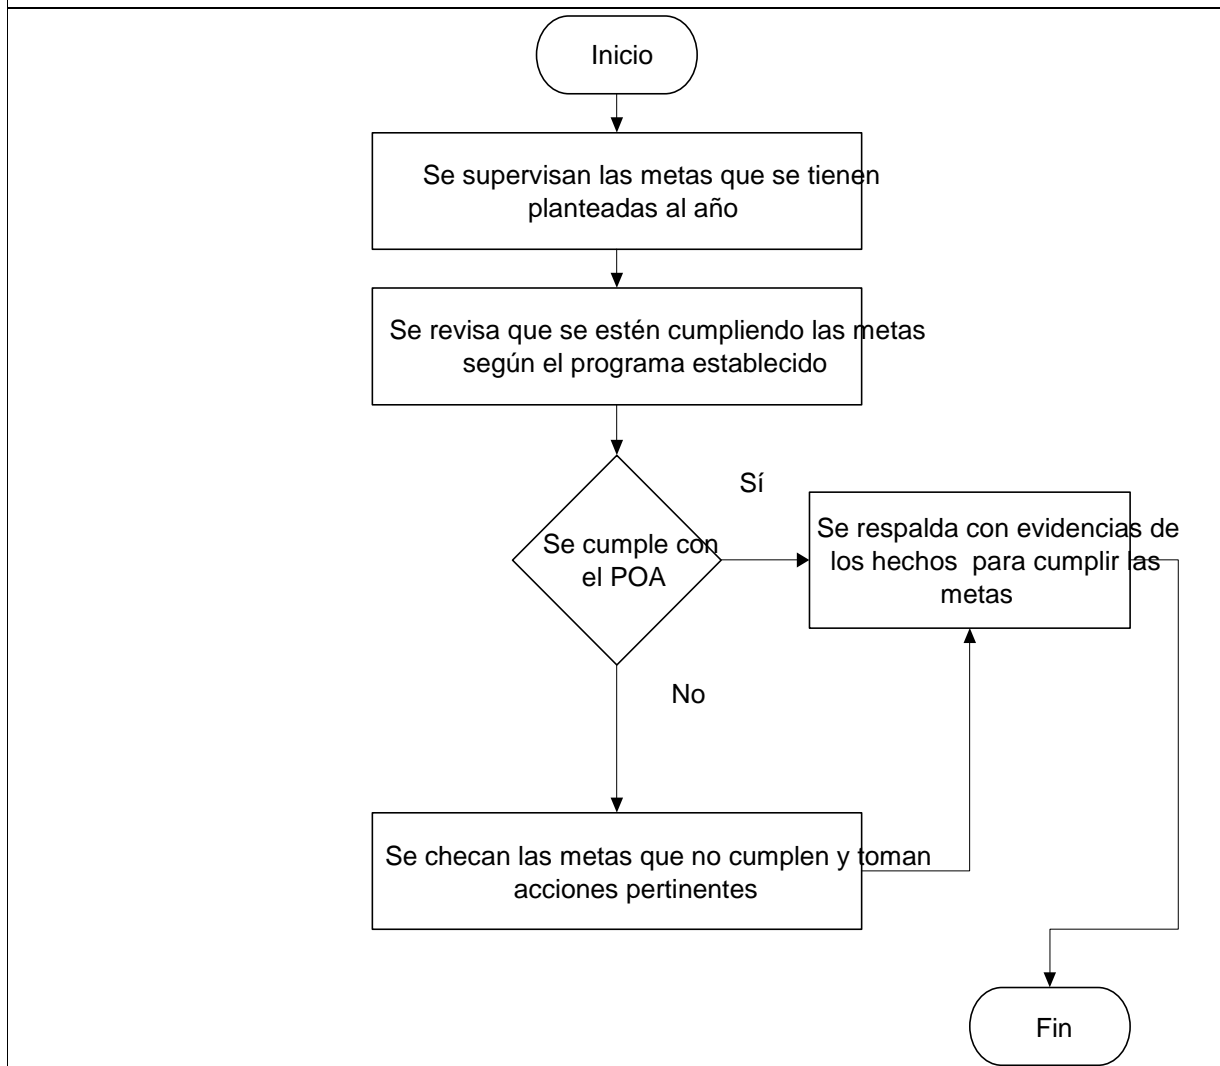 Inicio
Se supervisan las metas que se tienen
planteadas al año
Se revisa que se estén cumpliendo las metas
según el programa establecido
Sí
Se cumple con
el POA
Se respalda con evidencias de
los hechos  para cumplir las
metas
No
Se checan las metas que no cumplen y toman
acciones pertinentes
Fin